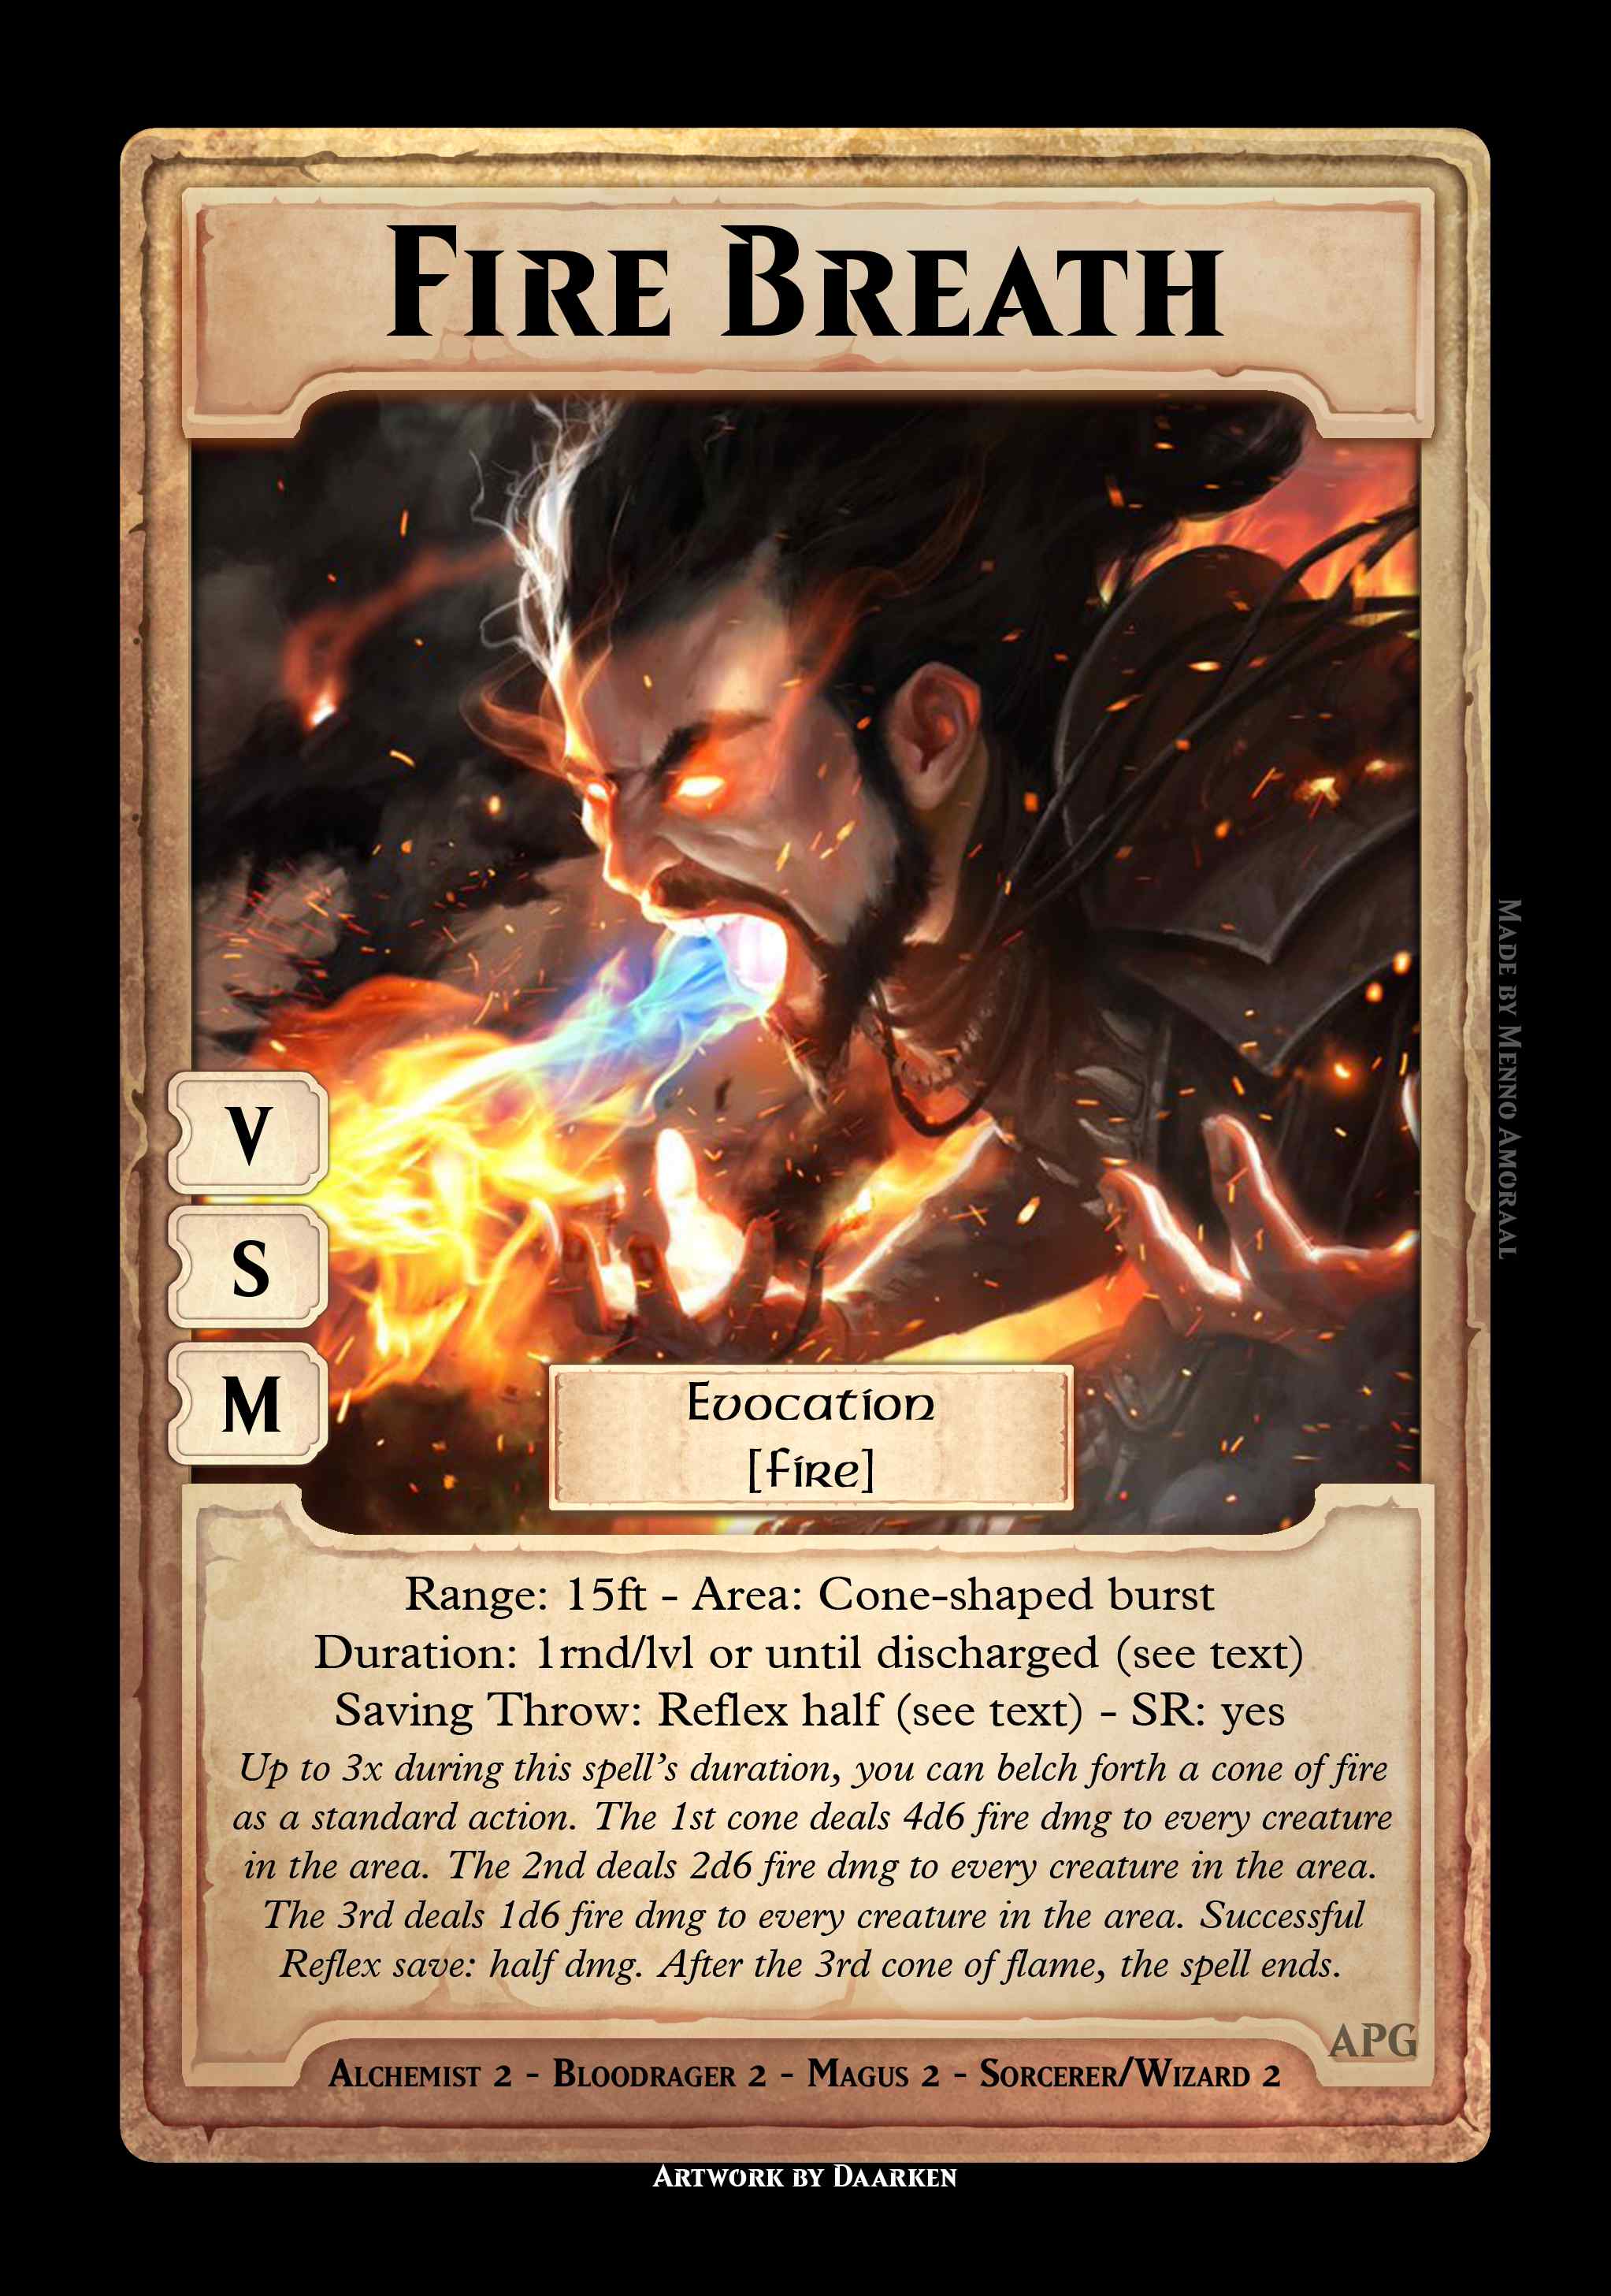 Fire Breath
V
S
M
Evocation
[Fire]
Range: 15ft - Area: Cone-shaped burst
Duration: 1rnd/lvl or until discharged (see text)
Saving Throw: Reflex half (see text) - SR: yes
Up to 3x during this spell’s duration, you can belch forth a cone of fire
as a standard action. The 1st cone deals 4d6 fire dmg to every creature
in the area. The 2nd deals 2d6 fire dmg to every creature in the area.
The 3rd deals 1d6 fire dmg to every creature in the area. Successful
Reflex save: half dmg. After the 3rd cone of flame, the spell ends.
APG
Alchemist 2 - Bloodrager 2 - Magus 2 - Sorcerer/Wizard 2
Artwork by Daarken
Made by Menno Amoraal